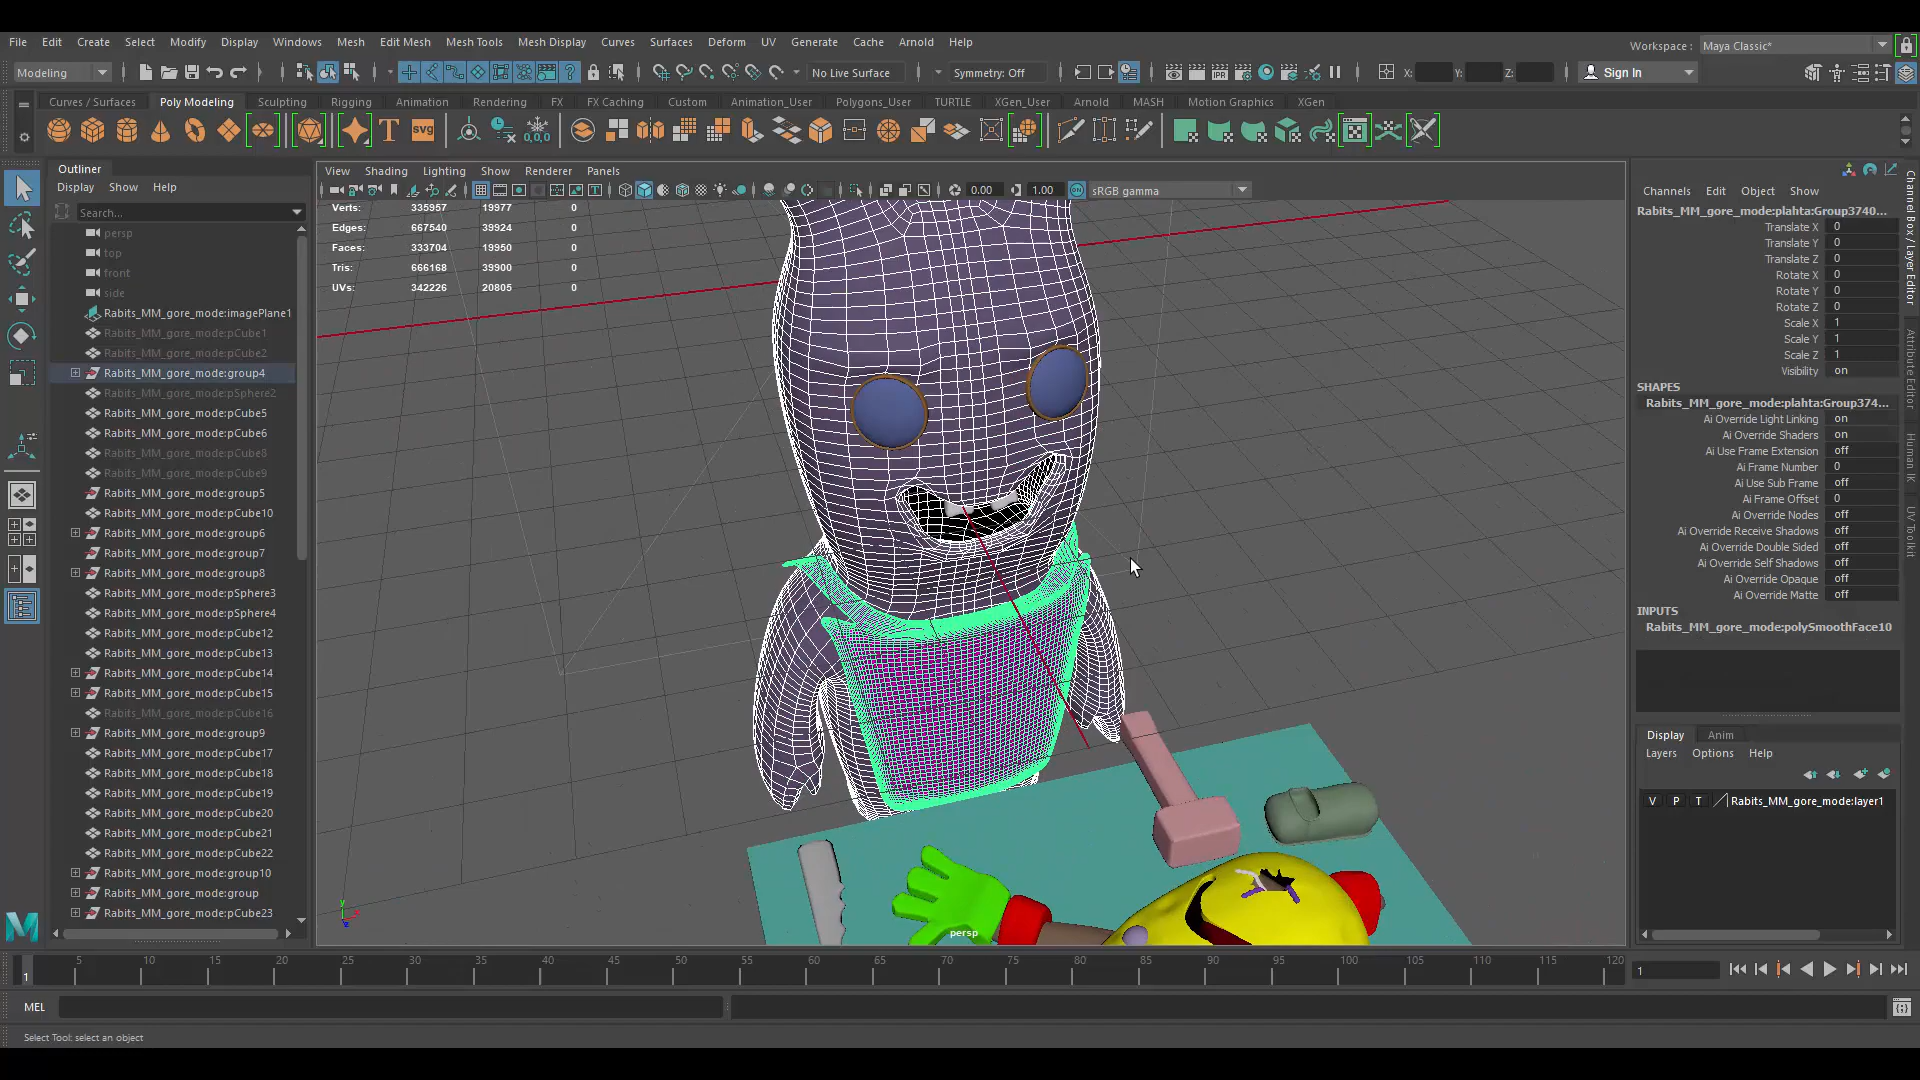 File Edit Create Select Modify Display Windows Mesh Edit Mesh Mesh Tools Mesh Display Curves Surfaces Deform UV Generate Cache Arnold Help
Workspace : Maya Classic*
Modeling No Live Surface Symmetry: Off X: Y: Z: Sign In
Curves / Surfaces Poly Modeling Sculpting Rigging Animation Rendering FX FX Caching Custom Animation_User Polygons_User TURTLE XGen_User Arnold MASH Motion Graphics XGen
T svg 0,0,0
Outliner
Display Show Help
Search...
persp
top
front
side
Rabits_MM_gore_mode:imagePlane1
Rabits_MM_gore_mode:pCube1
Rabits_MM_gore_mode:pCube2
Rabits_MM_gore_mode:group4
Rabits_MM_gore_mode:pSphere2
Rabits_MM_gore_mode:pCube5
Rabits_MM_gore_mode:pCube6
Rabits_MM_gore_mode:pCube8
Rabits_MM_gore_mode:pCube9
Rabits_MM_gore_mode:group5
Rabits_MM_gore_mode:pCube10
Rabits_MM_gore_mode:group6
Rabits_MM_gore_mode:group7
Rabits_MM_gore_mode:group8
Rabits_MM_gore_mode:pSphere3
Rabits_MM_gore_mode:pSphere4
Rabits_MM_gore_mode:pCube12
Rabits_MM_gore_mode:pCube13
Rabits_MM_gore_mode:pCube14
Rabits_MM_gore_mode:pCube15
Rabits_MM_gore_mode:pCube16
Rabits_MM_gore_mode:group9
Rabits_MM_gore_mode:pCube17
Rabits_MM_gore_mode:pCube18
Rabits_MM_gore_mode:pCube19
Rabits_MM_gore_mode:pCube20
Rabits_MM_gore_mode:pCube21
Rabits_MM_gore_mode:pCube22
Rabits_MM_gore_mode:group10
Rabits_MM_gore_mode:group
Rabits_MM_gore_mode:pCube23
View Shading Lighting Show Renderer Panels
0.00 1.00 sRGB gamma
Verts: 335957 19977 0
Edges: 667540 39924 0
Faces: 333704 19950 0
Tris: 666168 39900 0
UVs: 342226 20805 0
persp
Channels Edit Object Show
Rabits_MM_gore_mode:plahta:Group3740...
Translate X 0
Translate Y 0
Translate Z 0
Rotate X 0
Rotate Y 0
Rotate Z 0
Scale X 1
Scale Y 1
Scale Z 1
Visibility on
SHAPES
Rabits_MM_gore_mode:plahta:Group374...
Ai Override Light Linking on
Ai Override Shaders on
Ai Use Frame Extension off
Ai Frame Number 0
Ai Use Sub Frame off
Ai Frame Offset 0
Ai Override Nodes off
Ai Override Receive Shadows off
Ai Override Double Sided off
Ai Override Self Shadows off
Ai Override Opaque off
Ai Override Matte off
INPUTS
Rabits_MM_gore_mode:polySmoothFace10
Display Anim
Layers Options Help
V P T Rabits_MM_gore_mode:layer1
Channel Box / Layer Editor
Attribute Editor
Human IK
UV Toolkit
1 5 10 15 20 25 30 35 40 45 50 55 60 65 70 75 80 85 90 95 100 105 110 115 120 1
MEL
Select Tool: select an object